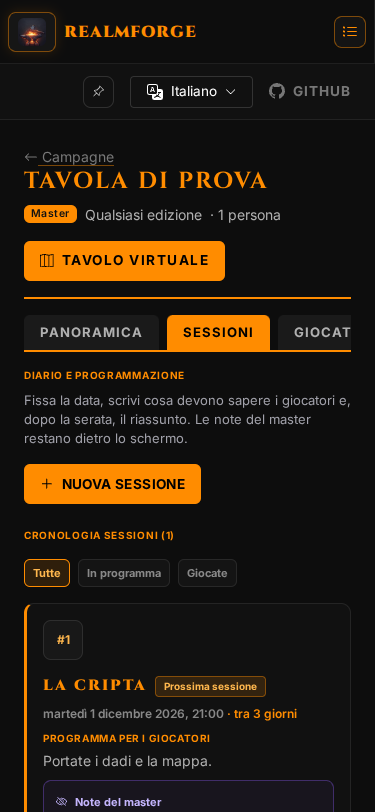 REALMFORGE
Italiano
GITHUB
← Campagne
TAVOLA DI PROVA
Master Qualsiasi edizione · 1 persona
TAVOLO VIRTUALE
PANORAMICA SESSIONI GIOCAT
DIARIO E PROGRAMMAZIONE
Fissa la data, scrivi cosa devono sapere i giocatori e,
dopo la serata, il riassunto. Le note del master
restano dietro lo schermo.
+ NUOVA SESSIONE
CRONOLOGIA SESSIONI (1)
Tutte In programma Giocate
#1
LA CRIPTA Prossima sessione
martedì 1 dicembre 2026, 21:00 · tra 3 giorni
PROGRAMMA PER I GIOCATORI
Portate i dadi e la mappa.
Note del master